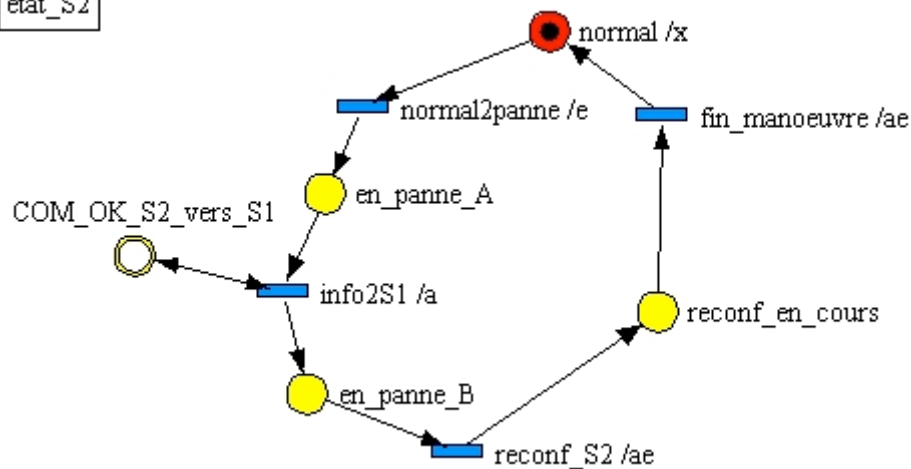 etat_S2
normal /x
normal2panne /e
fin_manoeuvre /ae
en_panne_A
COM_OK_S2_vers_S1
info2S1 /a
reconf_en_cours
en_panne_B
reconf_S2 /ae